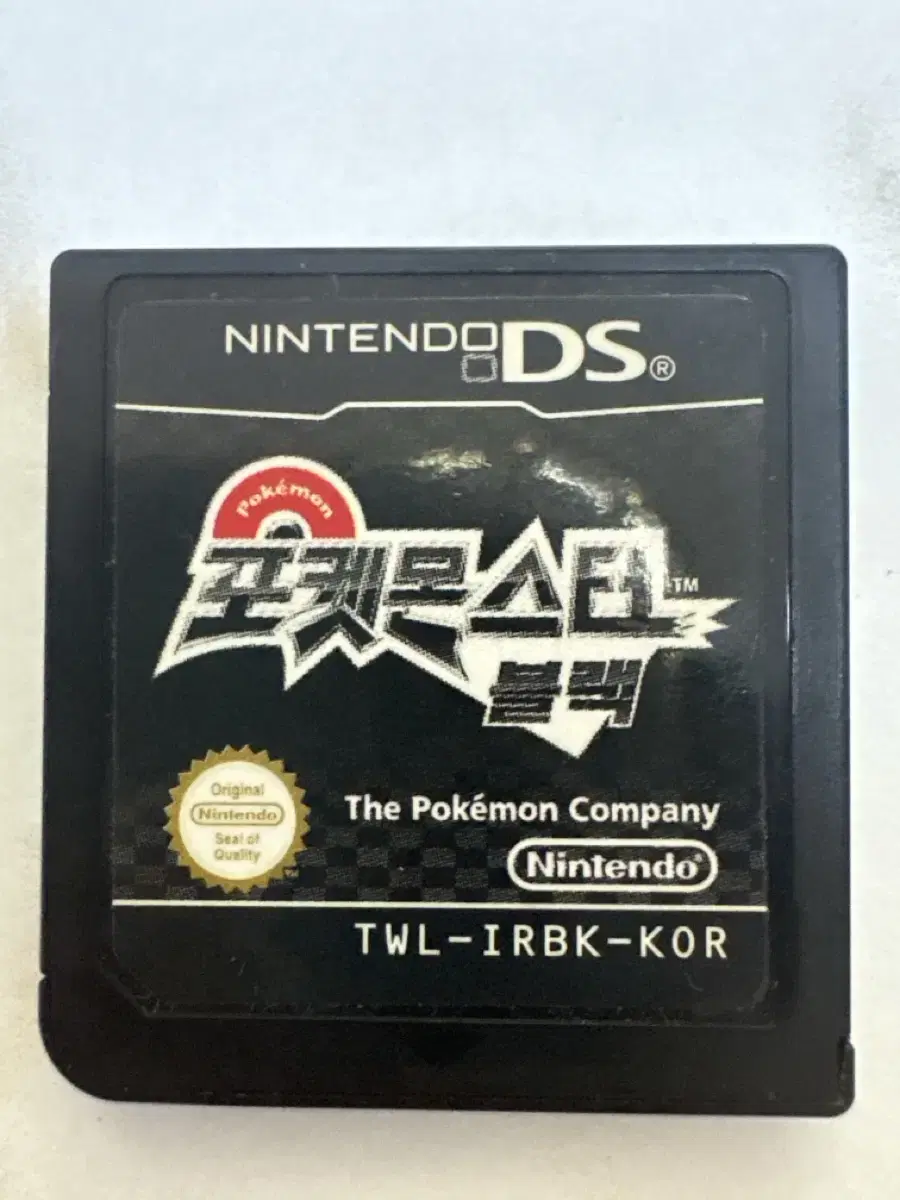 NINTENDO DS®
Pokémon
포켓몬스터™
블랙
Original
Nintendo
Seal of
Quality
The Pokémon Company
Nintendo®
TWL-IRBK-KOR